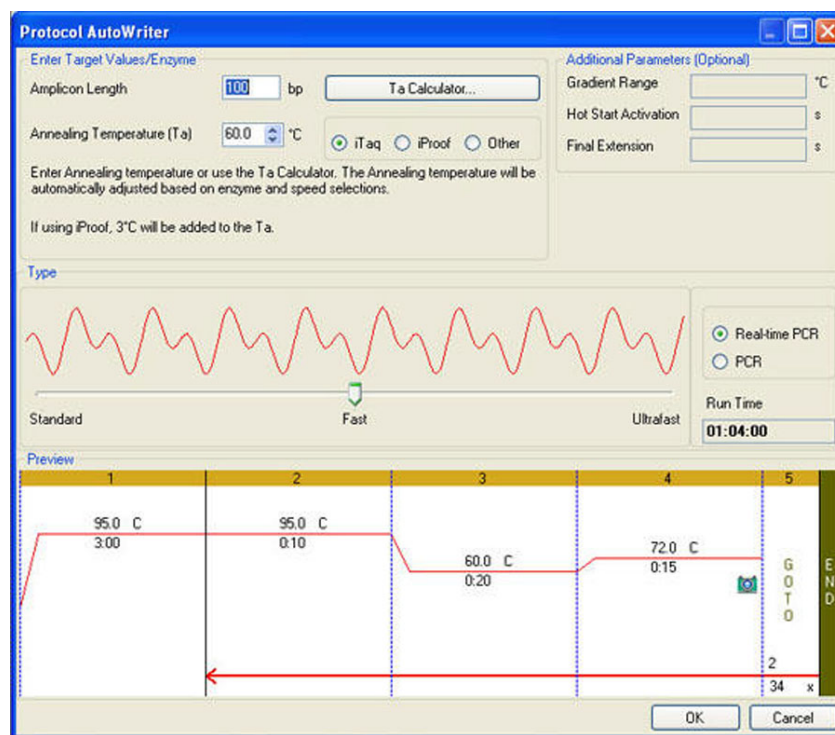 Protocol AutoWriter
Enter Target Values/Enzyme
Amplicon Length 100 bp Ta Calculator...
Annealing Temperature (Ta) 60.0 °C iTaq iProof Other
Enter Annealing temperature or use the Ta Calculator. The Annealing temperature will be
automatically adjusted based on enzyme and speed selections.
If using iProof, 3°C will be added to the Ta.
Additional Parameters (Optional)
Gradient Range °C
Hot Start Activation s
Final Extension s
Type
Standard Fast Ultrafast
Real-time PCR
PCR
Run Time
01:04:00
Preview
1 2 3 4 5
95.0 C
3:00
95.0 C
0:10
60.0 C
0:20
72.0 C
0:15
GOTO
2
34 x
END
OK Cancel